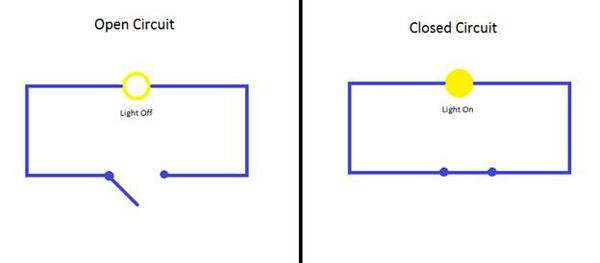 Open Circuit
Light Off
Closed Circuit
Light On